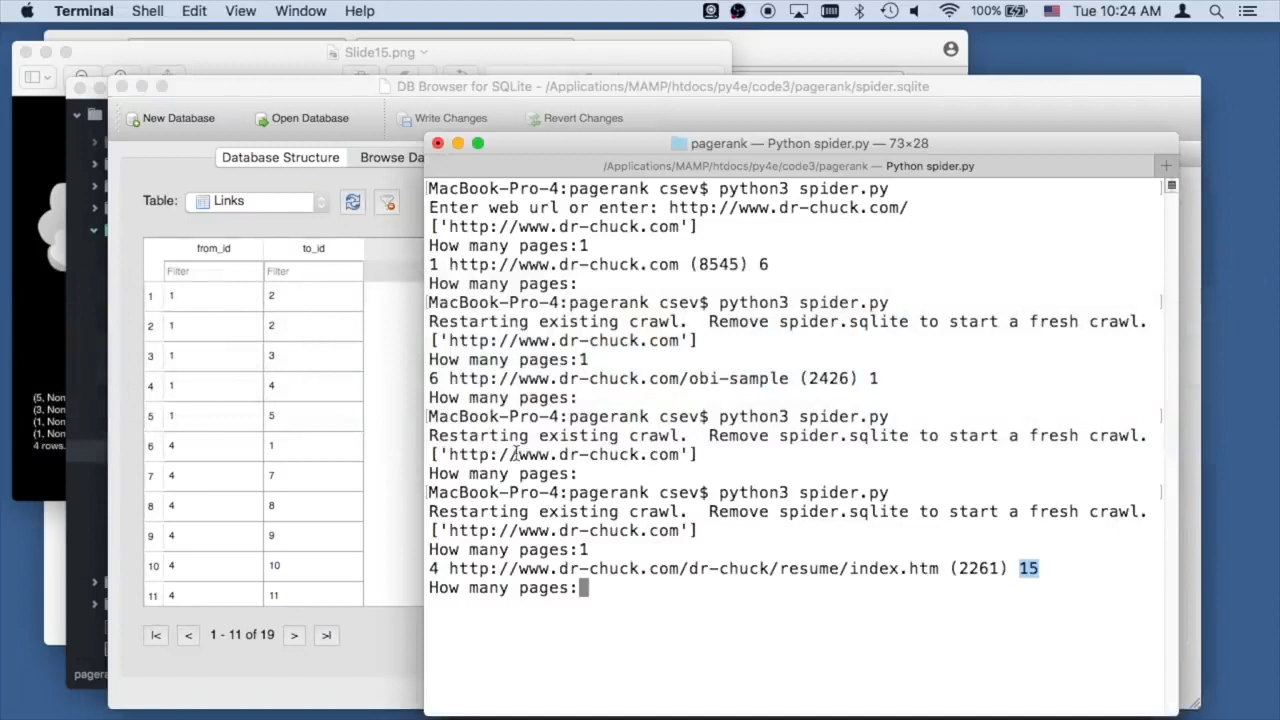 Terminal Shell Edit View Window Help 100% Tue 10:24 AM
Slide15.png
DB Browser for SQLite - /Applications/MAMP/htdocs/py4e/code3/pagerank/spider.sqlite
New Database Open Database Write Changes Revert Changes
Database Structure Browse Da
Table: Links
from_id to_id
Filter Filter
1 1 2
2 1 2
3 1 3
4 1 4
5 1 5
6 4 1
7 4 7
8 4 8
9 4 9
10 4 10
11 4 11
|< < 1 - 11 of 19 > >|
(5, Non
(3, Non
(1, Non
(1, Non
4 rows.
pagera
pagerank — Python spider.py — 73×28
/Applications/MAMP/htdocs/py4e/code3/pagerank — Python spider.py
MacBook-Pro-4:pagerank csev$ python3 spider.py
Enter web url or enter: http://www.dr-chuck.com/
['http://www.dr-chuck.com']
How many pages:1
1 http://www.dr-chuck.com (8545) 6
How many pages:
MacBook-Pro-4:pagerank csev$ python3 spider.py
Restarting existing crawl.  Remove spider.sqlite to start a fresh crawl.
['http://www.dr-chuck.com']
How many pages:1
6 http://www.dr-chuck.com/obi-sample (2426) 1
How many pages:
MacBook-Pro-4:pagerank csev$ python3 spider.py
Restarting existing crawl.  Remove spider.sqlite to start a fresh crawl.
['http://www.dr-chuck.com']
How many pages:
MacBook-Pro-4:pagerank csev$ python3 spider.py
Restarting existing crawl.  Remove spider.sqlite to start a fresh crawl.
['http://www.dr-chuck.com']
How many pages:1
4 http://www.dr-chuck.com/dr-chuck/resume/index.htm (2261) 15
How many pages: